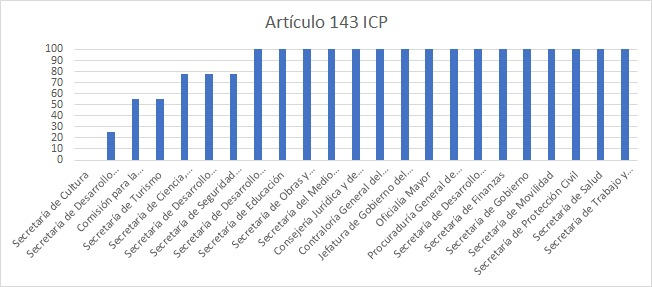 Artículo 143 ICP
100
90
80
70
60
50
40
30
20
10
0
Secretaría de Cultura
Secretaría de Desarrollo…
Comisión para la…
Secretaría de Turismo
Secretaría de Ciencia,…
Secretaría de Desarrollo…
Secretaría de Seguridad…
Secretaría de Desarrollo…
Secretaría de Educación
Secretaría de Obras y…
Secretaría del Medio…
Consejería Jurídica y de…
Contraloría General del…
Jefatura de Gobierno del…
Oficialía Mayor
Procuraduría General de…
Secretaría de Desarrollo…
Secretaría de Finanzas
Secretaría de Gobierno
Secretaría de Movilidad
Secretaría de Protección Civil
Secretaría de Salud
Secretaría de Trabajo y…